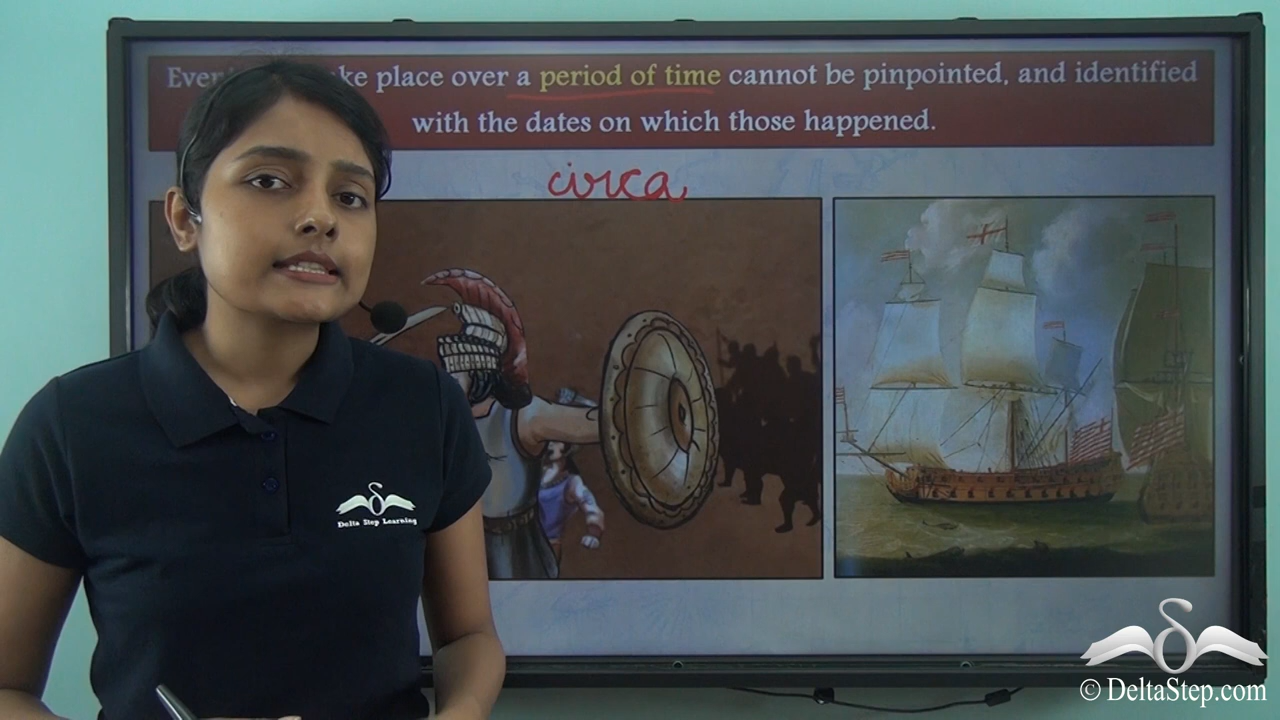 place over a period of time cannot be pinpointed, and identified
with the dates on which those happened.
circa
Delta Step Learning
© DeltaStep.com